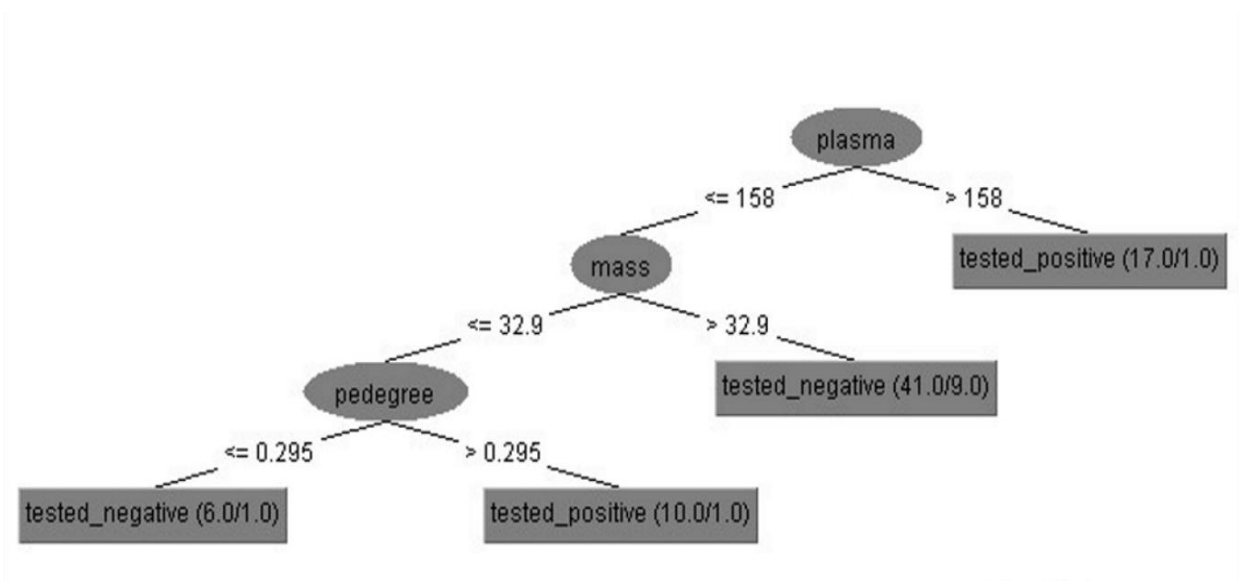 plasma
<= 158
> 158
mass
tested_positive (17.0/1.0)
<= 32.9
> 32.9
pedegree
tested_negative (41.0/9.0)
<= 0.295
> 0.295
tested_negative (6.0/1.0)
tested_positive (10.0/1.0)